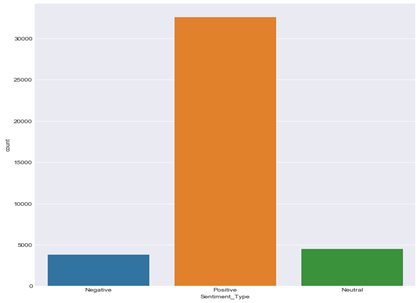 30000
25000
20000
15000
10000
5000
0
count
Negative
Positive
Neutral
Sentiment_Type